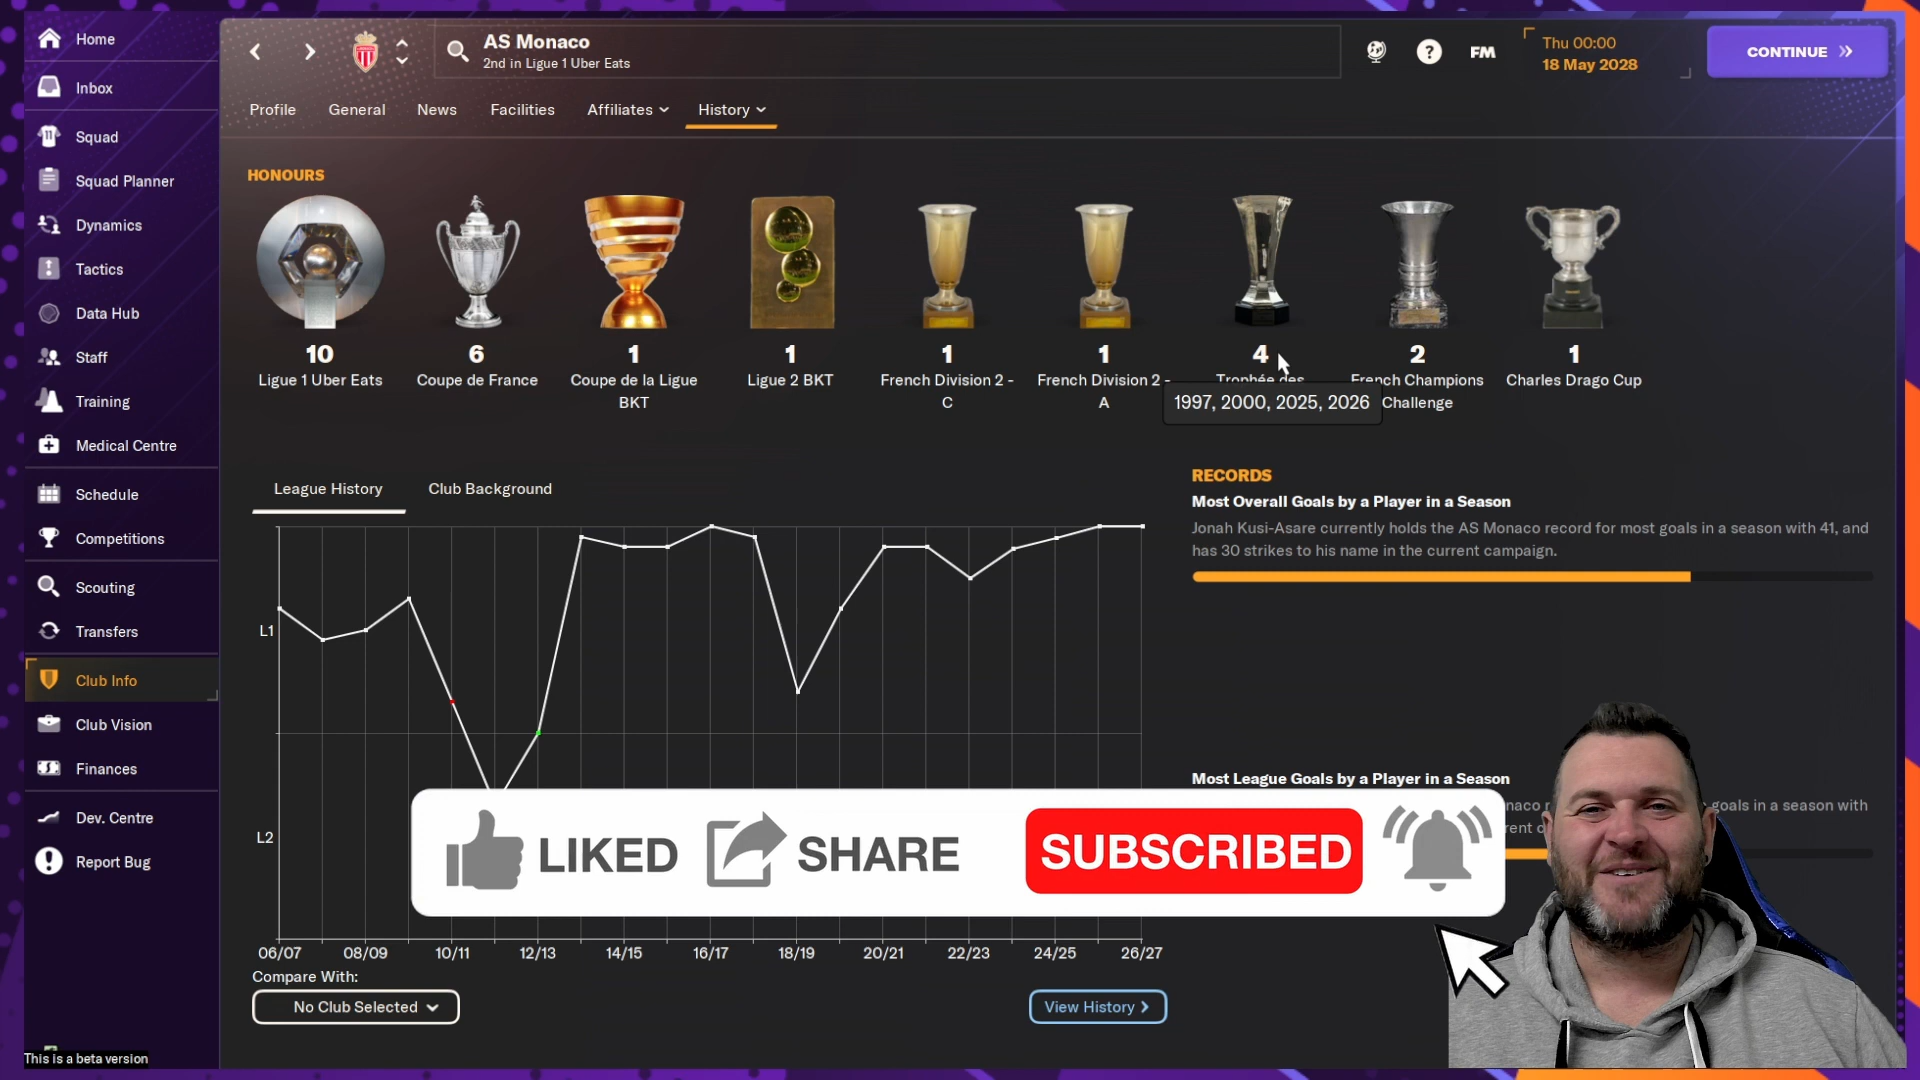 Home
Inbox
Squad
Squad Planner
Dynamics
Tactics
Data Hub
Staff
Training
Medical Centre
Schedule
Competitions
Scouting
Transfers
Club Info
Club Vision
Finances
Dev. Centre
Report Bug
This is a beta version
AS Monaco
2nd in Ligue 1 Uber Eats
?
FM
Thu 00:00
18 May 2028
CONTINUE
Profile
General
News
Facilities
Affiliates
History
HONOURS
10
Ligue 1 Uber Eats
6
Coupe de France
1
Coupe de la Ligue
BKT
1
Ligue 2 BKT
1
French Division 2 -
C
1
French Division 2 -
A
4
Trophée des
1997, 2000, 2025, 2026
2
French Champions
Challenge
1
Charles Drago Cup
League History
Club Background
L1
L2
06/07 08/09 10/11 12/13 14/15 16/17 18/19 20/21 22/23 24/25 26/27
Compare With:
No Club Selected
View History
RECORDS
Most Overall Goals by a Player in a Season
Jonah Kusi-Asare currently holds the AS Monaco record for most goals in a season with 41, and
has 30 strikes to his name in the current campaign.
Most League Goals by a Player in a Season
goals in a season with
LIKED
SHARE
SUBSCRIBED